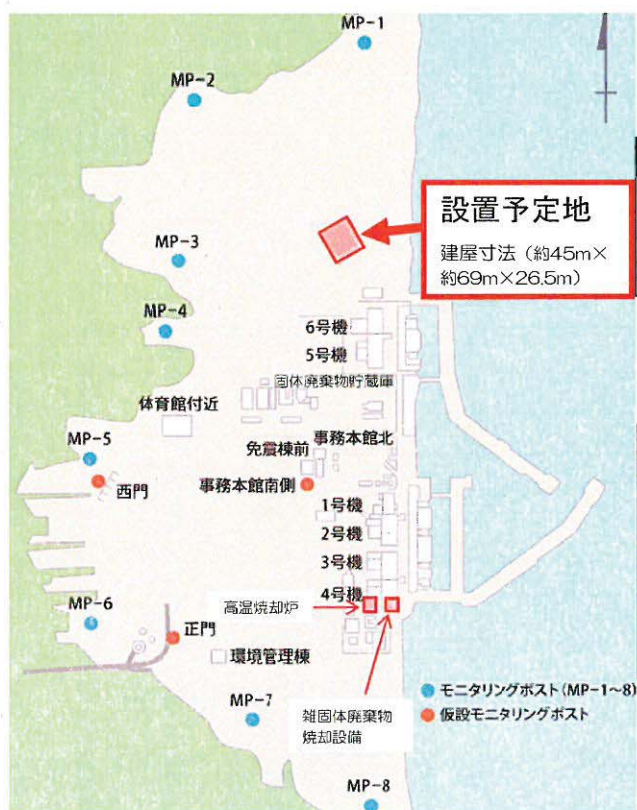 MP-1
MP-2
設置予定地
建屋寸法（約45m×
約69m×26.5m）
MP-3
MP-4
6号機
5号機
固体廃棄物貯蔵庫
体育館付近
事務本館北
免震棟前
MP-5
西門
事務本館南側
1号機
2号機
3号機
4号機
高温焼却炉
MP-6
正門
環境管理棟
モニタリングポスト（MP-1～8）
仮設モニタリングポスト
MP-7
雑固体廃棄物
焼却設備
MP-8